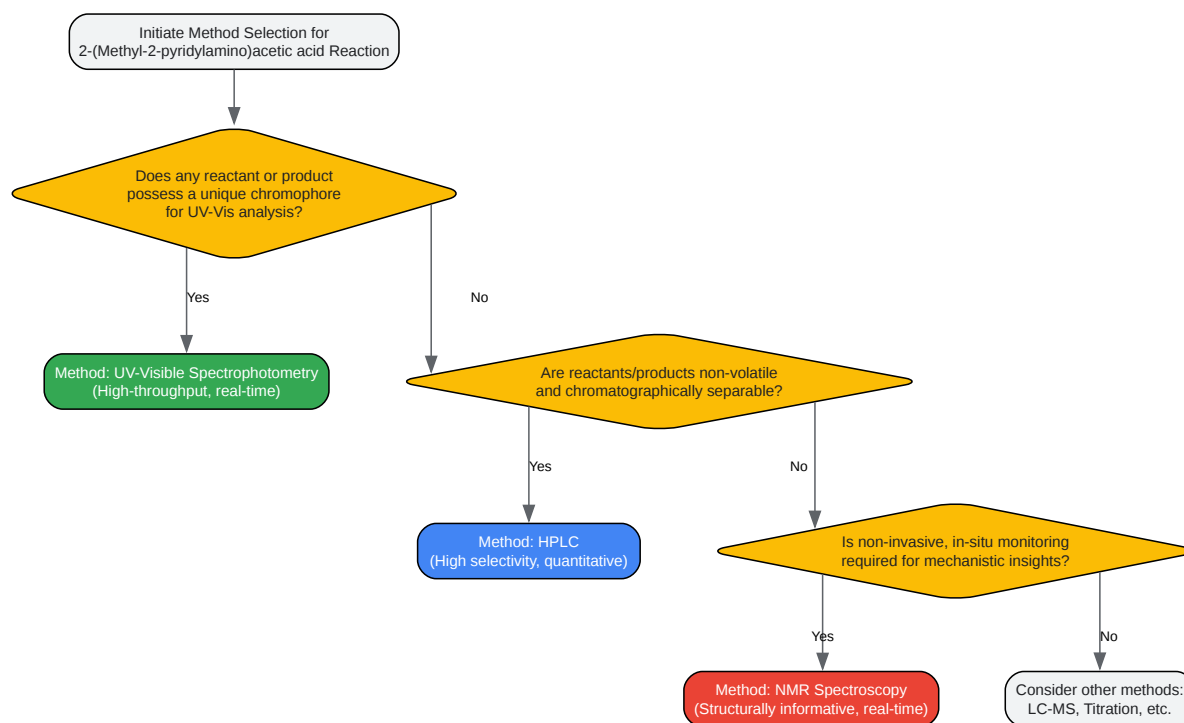 Initiate Method Selection for
2-(Methyl-2-pyridylamino)acetic acid Reaction
Does any reactant or product
possess a unique chromophore
for UV-Vis analysis?
Yes
No
Method: UV-Visible Spectrophotometry
(High-throughput, real-time)
Are reactants/products non-volatile
and chromatographically separable?
Yes
No
Method: HPLC
(High selectivity, quantitative)
Is non-invasive, in-situ monitoring
required for mechanistic insights?
Yes
No
Method: NMR Spectroscopy
(Structurally informative, real-time)
Consider other methods:
LC-MS, Titration, etc.